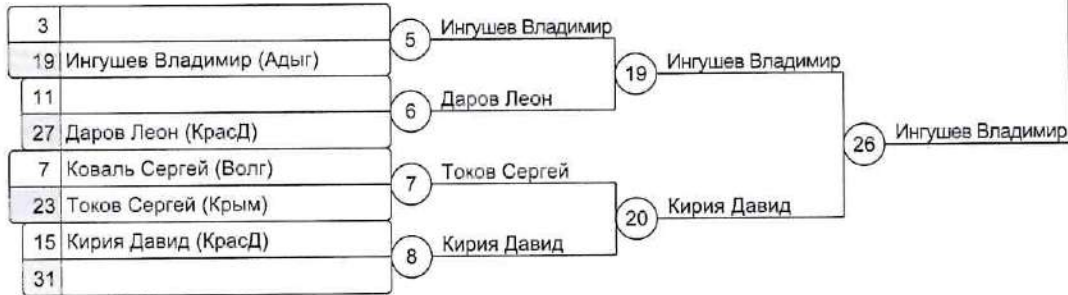 3
5 Ингушев Владимир
19 Ингушев Владимир (Адыг)
19 Ингушев Владимир
11
6 Даров Леон
27 Даров Леон (КрасД)
26 Ингушев Владимир
7 Коваль Сергей (Волг)
7 Токов Сергей
23 Токов Сергей (Крым)
20 Кирия Давид
15 Кирия Давид (КрасД)
8 Кирия Давид
31